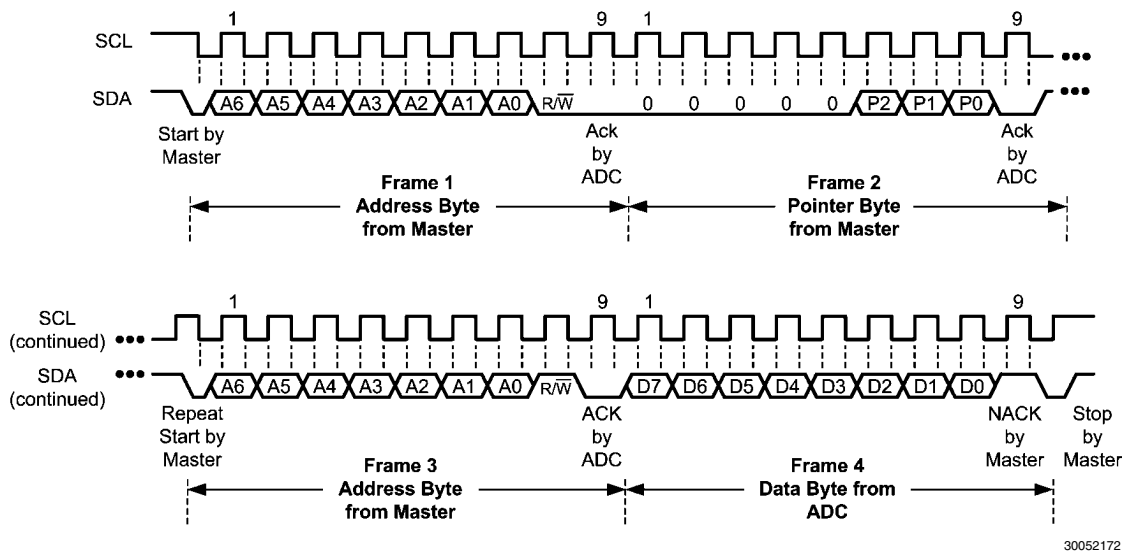 1 9 1 9
SCL
SDA A6 A5 A4 A3 A2 A1 A0 R/W̅ 0 0 0 0 0 P2 P1 P0
Start by
Master
Ack
by
ADC
Ack
by
ADC
Frame 1
Address Byte
from Master
Frame 2
Pointer Byte
from Master
1 9 1 9
SCL
(continued)
SDA
(continued)
A6 A5 A4 A3 A2 A1 A0 R/W̅ D7 D6 D5 D4 D3 D2 D1 D0
Repeat
Start by
Master
ACK
by
ADC
NACK
by
Master
Stop
by
Master
Frame 3
Address Byte
from Master
Frame 4
Data Byte from
ADC
30052172